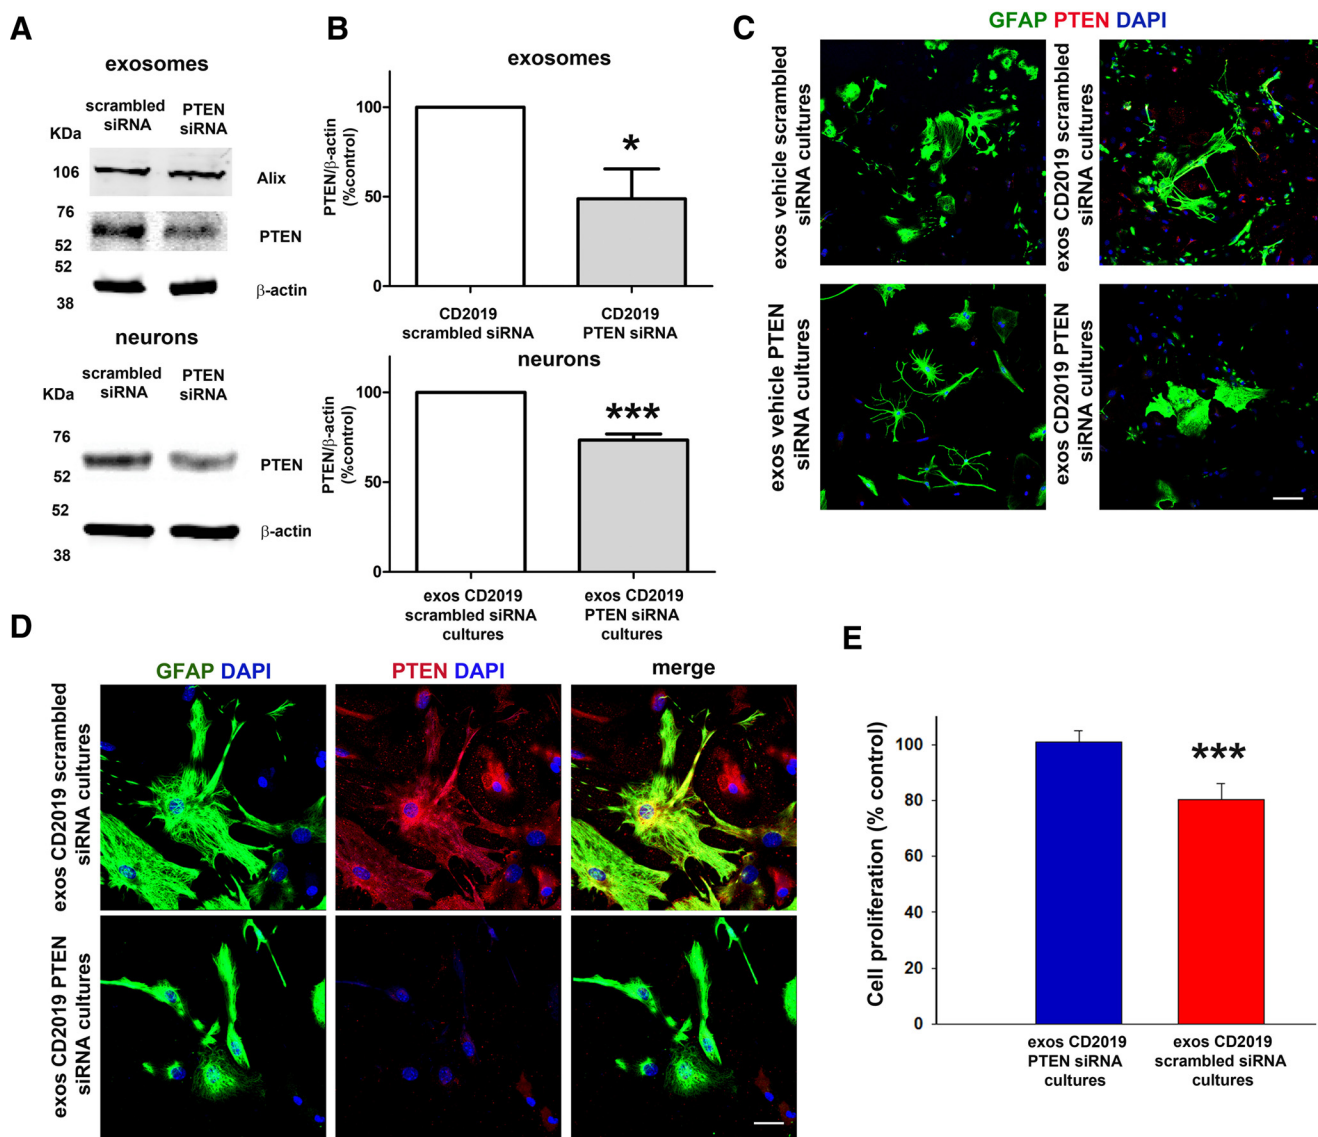 A
exosomes
scrambled
siRNA
PTEN
siRNA
KDa
106
Alix
76
PTEN
52
52
β-actin
38
neurons
scrambled
siRNA
PTEN
siRNA
KDa
76
PTEN
52
52
β-actin
38
B
exosomes
PTEN/β-actin
(%control)
100
50
0
*
CD2019
scrambled siRNA
CD2019
PTEN siRNA
neurons
PTEN/β-actin
(%control)
100
50
0
***
exos CD2019
scrambled siRNA
cultures
exos CD2019
PTEN siRNA
cultures
C
GFAP PTEN DAPI
exos vehicle scrambled
siRNA cultures
exos CD2019 scrambled
siRNA cultures
exos vehicle PTEN
siRNA cultures
exos CD2019 PTEN
siRNA cultures
D
GFAP DAPI
PTEN DAPI
merge
exos CD2019 scrambled
siRNA cultures
exos CD2019 PTEN
siRNA cultures
E
Cell proliferation (% control)
100
80
60
40
20
0
***
exos CD2019
PTEN siRNA
cultures
exos CD2019
scrambled siRNA
cultures